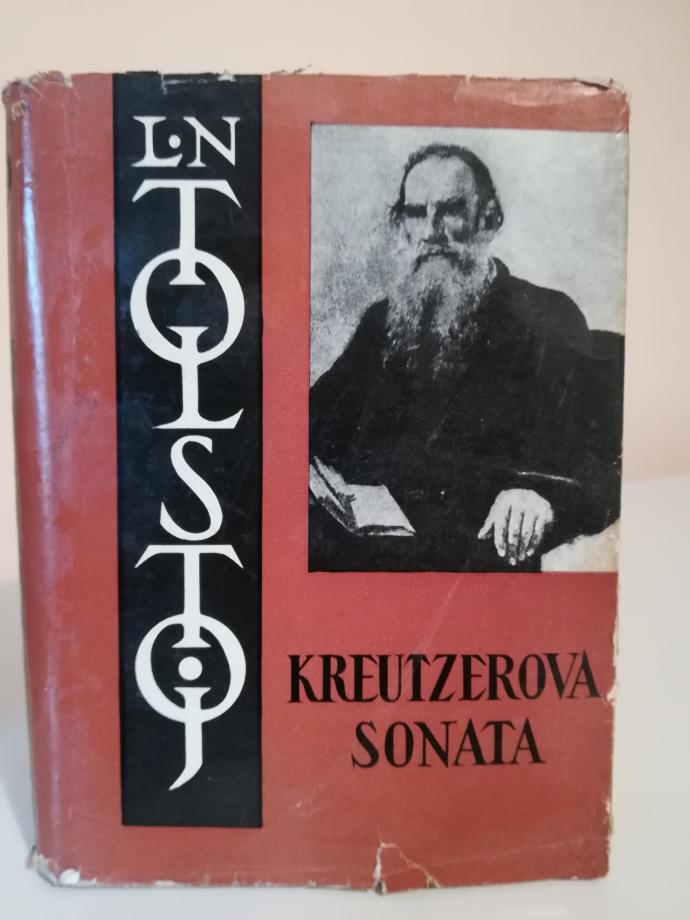 L·N
TOLSTOJ
KREUTZEROVA
SONATA